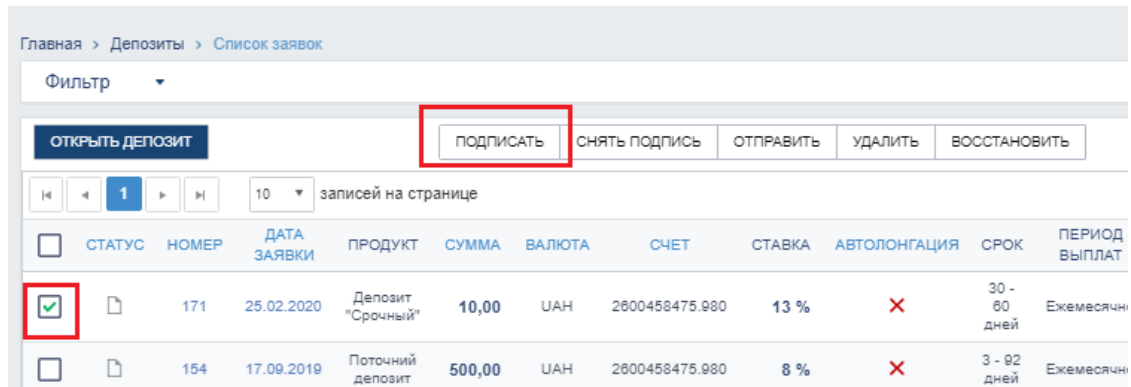 Главная > Депозиты > Список заявок
Фильтр
ОТКРЫТЬ ДЕПОЗИТ ПОДПИСАТЬ СНЯТЬ ПОДПИСЬ ОТПРАВИТЬ УДАЛИТЬ ВОССТАНОВИТЬ
1 10 записей на странице
СТАТУС НОМЕР ДАТА ЗАЯВКИ ПРОДУКТ СУММА ВАЛЮТА СЧЕТ СТАВКА АВТОЛОНГАЦИЯ СРОК ПЕРИОД ВЫПЛАТ
171 25.02.2020 Депозит "Срочный" 10,00 UAH 2600458475.980 13 % 30 - 60 дней Ежемесячн
154 17.09.2019 Поточний депозит 500,00 UAH 2600458475.980 8 % 3 - 92 дней Ежемесячн